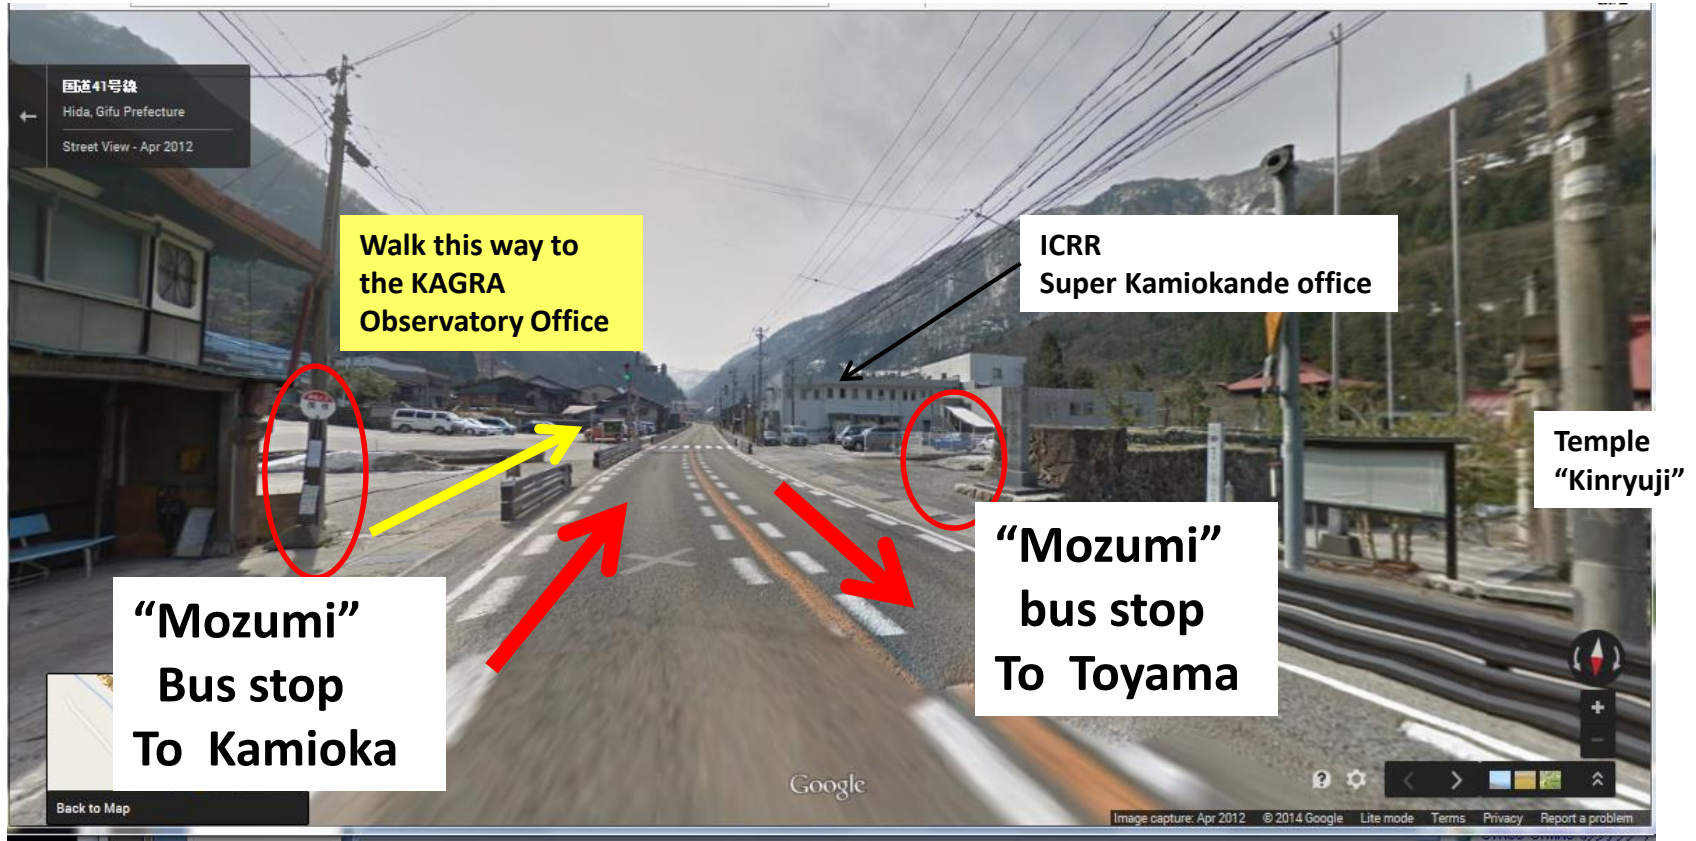 国道41号線
Hida, Gifu Prefecture
Street View - Apr 2012
Walk this way to
the KAGRA
Observatory Office
ICRR
Super Kamiokande office
Temple
“Kinryuji”
“Mozumi”
Bus stop
To Kamioka
“Mozumi”
bus stop
To Toyama
Google
Back to Map
Image capture: Apr 2012 © 2014 Google Lite mode Terms Privacy Report a problem